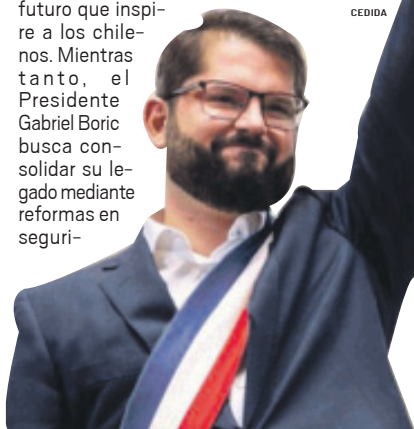 futuro que inspi-
re a los chile-
nos. Mientras
tanto, el
Presidente
Gabriel Boric
busca con-
solidar su le-
gado mediante
reformas en
seguri-
CEDIDA